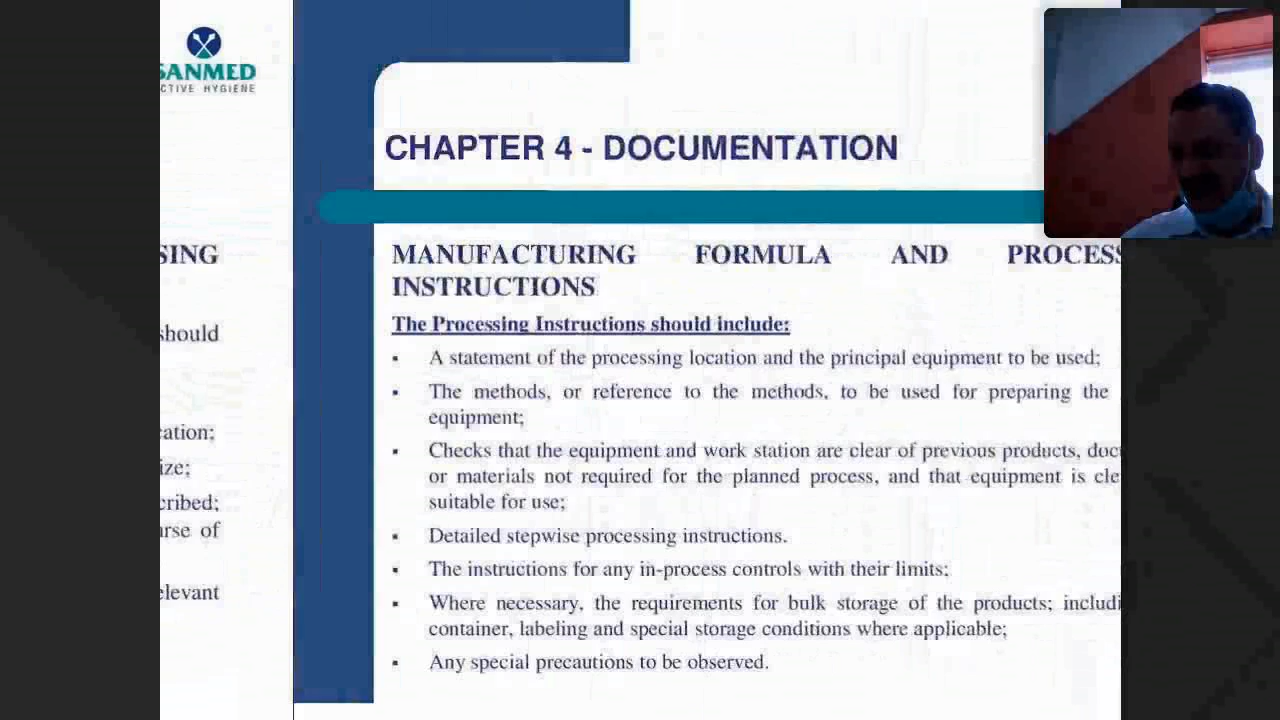 SANMED
CTIVE HYGIENE
SING
should
cation;
ize;
cribed;
arse of
elevant
CHAPTER 4 - DOCUMENTATION
MANUFACTURING FORMULA AND PROCESS
INSTRUCTIONS
The Processing Instructions should include:
▪ A statement of the processing location and the principal equipment to be used;
▪ The methods, or reference to the methods, to be used for preparing the
equipment;
▪ Checks that the equipment and work station are clear of previous products, doc
or materials not required for the planned process, and that equipment is cle
suitable for use;
▪ Detailed stepwise processing instructions.
▪ The instructions for any in-process controls with their limits;
▪ Where necessary, the requirements for bulk storage of the products; includi
container, labeling and special storage conditions where applicable;
▪ Any special precautions to be observed.